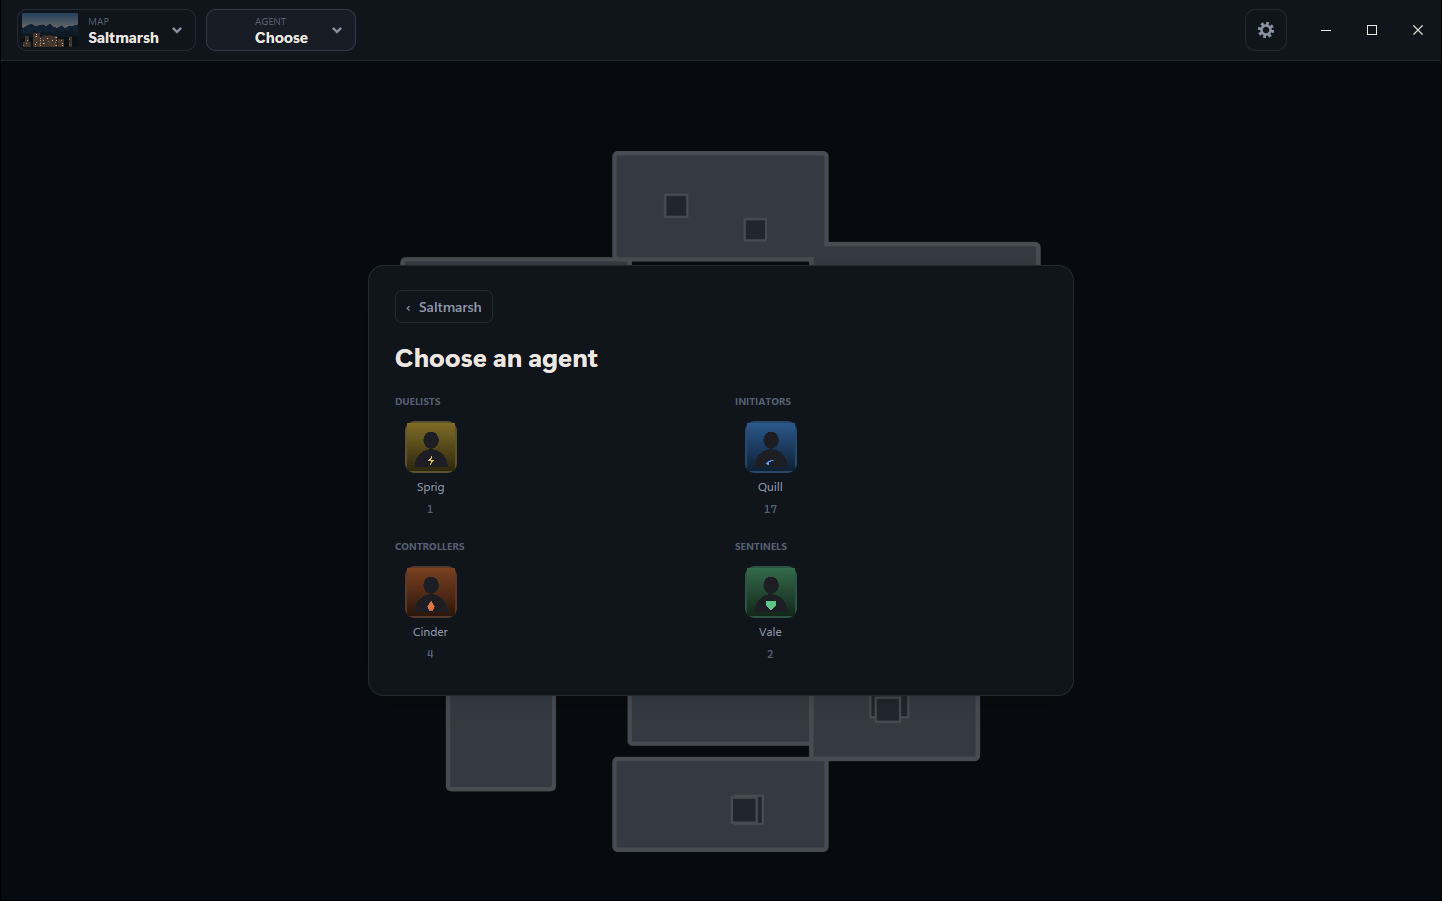 MAP
Saltmarsh
AGENT
Choose
‹ Saltmarsh
Choose an agent
DUELISTS
INITIATORS
Sprig
Quill
1
17
CONTROLLERS
SENTINELS
Cinder
Vale
4
2